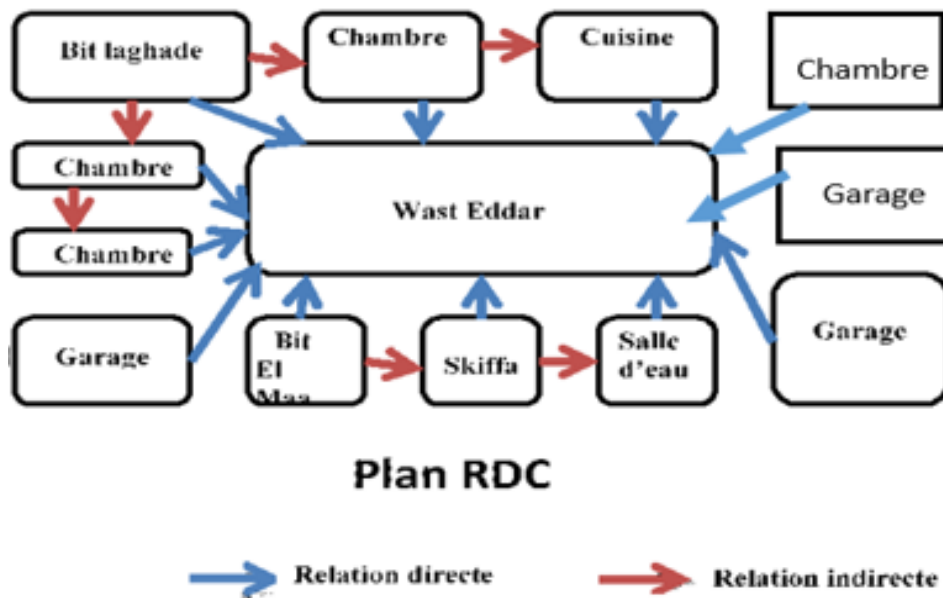 Bit laghade
Chambre
Cuisine
Chambre
Chambre
Wast Eddar
Garage
Chambre
Garage
Bit
El
Maa
Skiffa
Salle
d'eau
Garage
Plan RDC
Relation directe
Relation indirecte